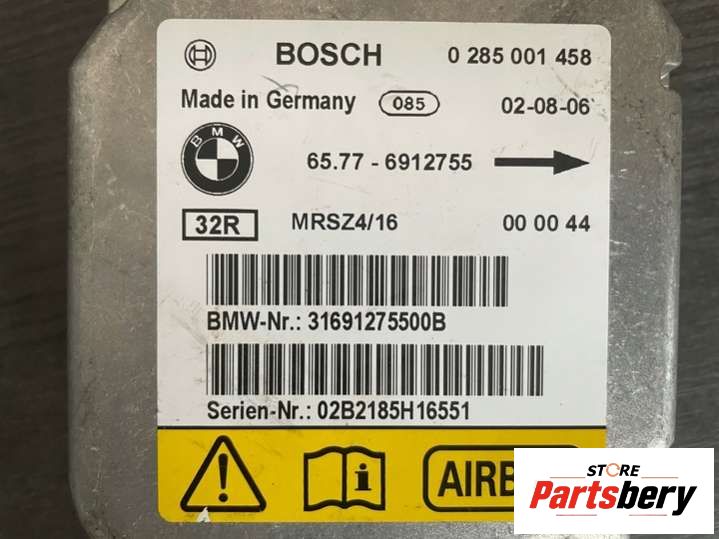 BOSCH 0 285 001 458
Made in Germany 085 02-08-06
BMW
65.77 - 6912755
32R MRSZ4/16 00 00 44
BMW-Nr.: 31691275500B
Serien-Nr.: 02B2185H16551
i
STORE
Partsbery